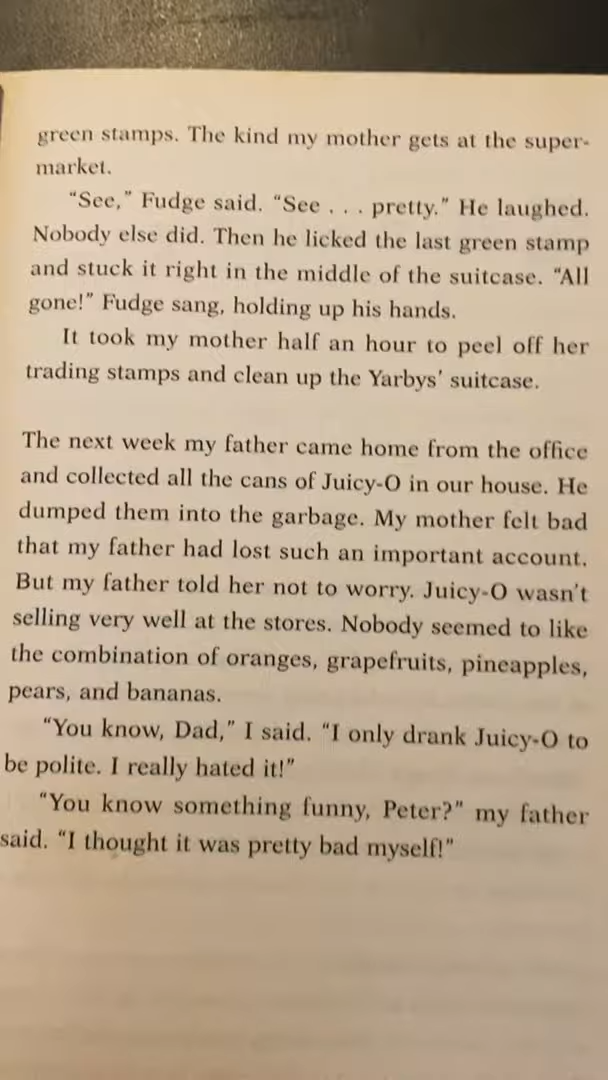 green stamps. The kind my mother gets at the super-
market.
“See,” Fudge said. “See . . . pretty.” He laughed.
Nobody else did. Then he licked the last green stamp
and stuck it right in the middle of the suitcase. “All
gone!” Fudge sang, holding up his hands.
It took my mother half an hour to peel off her
trading stamps and clean up the Yarbys’ suitcase.
The next week my father came home from the office
and collected all the cans of Juicy-O in our house. He
dumped them into the garbage. My mother felt bad
that my father had lost such an important account.
But my father told her not to worry. Juicy-O wasn’t
selling very well at the stores. Nobody seemed to like
the combination of oranges, grapefruits, pineapples,
pears, and bananas.
“You know, Dad,” I said. “I only drank Juicy-O to
be polite. I really hated it!”
“You know something funny, Peter?” my father
said. “I thought it was pretty bad myself!”